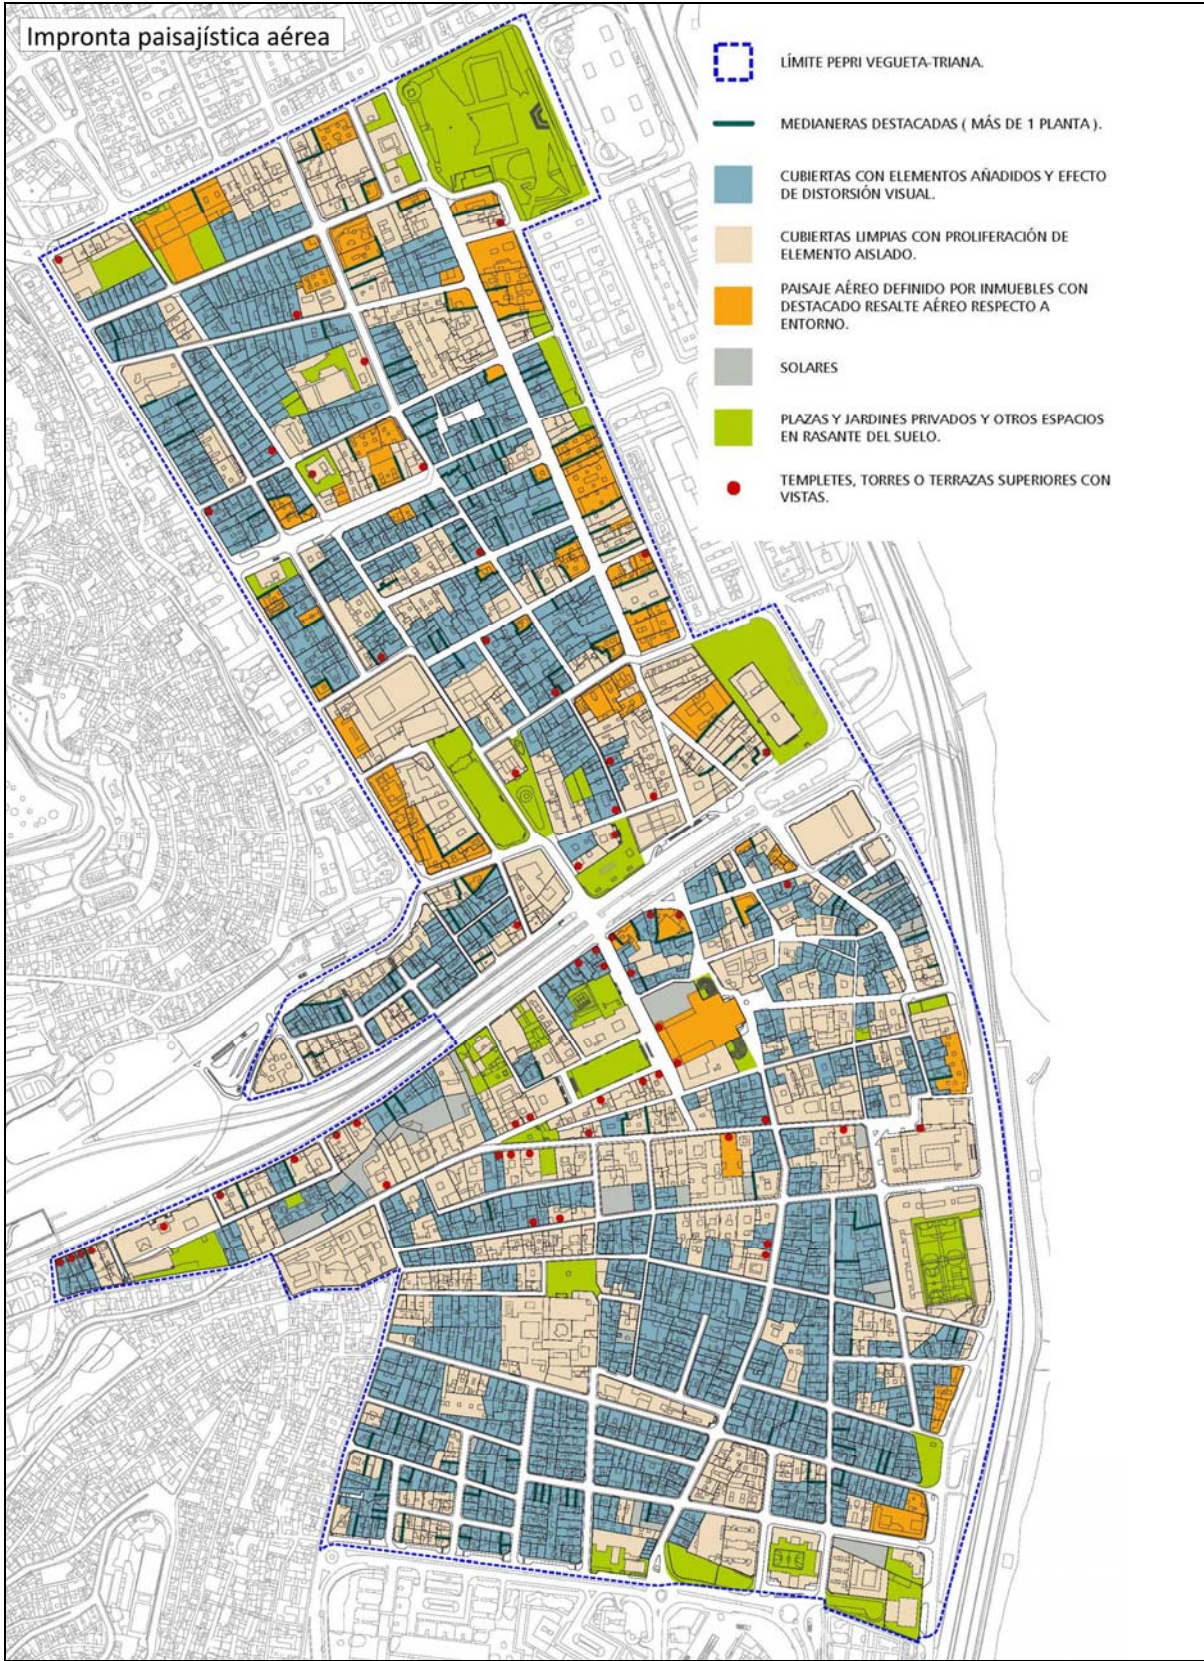 Impronta paisajística aérea
LÍMITE PEPRI VEGUETA-TRIANA.
MEDIANERAS DESTACADAS ( MÁS DE 1 PLANTA ).
CUBIERTAS CON ELEMENTOS AÑADIDOS Y EFECTO
DE DISTORSIÓN VISUAL.
CUBIERTAS LIMPIAS CON PROLIFERACIÓN DE
ELEMENTO AISLADO.
PAISAJE AÉREO DEFINIDO POR INMUEBLES CON
DESTACADO RESALTE AÉREO RESPECTO A
ENTORNO.
SOLARES
PLAZAS Y JARDINES PRIVADOS Y OTROS ESPACIOS
EN RASANTE DEL SUELO.
TEMPLETES, TORRES O TERRAZAS SUPERIORES CON
VISTAS.